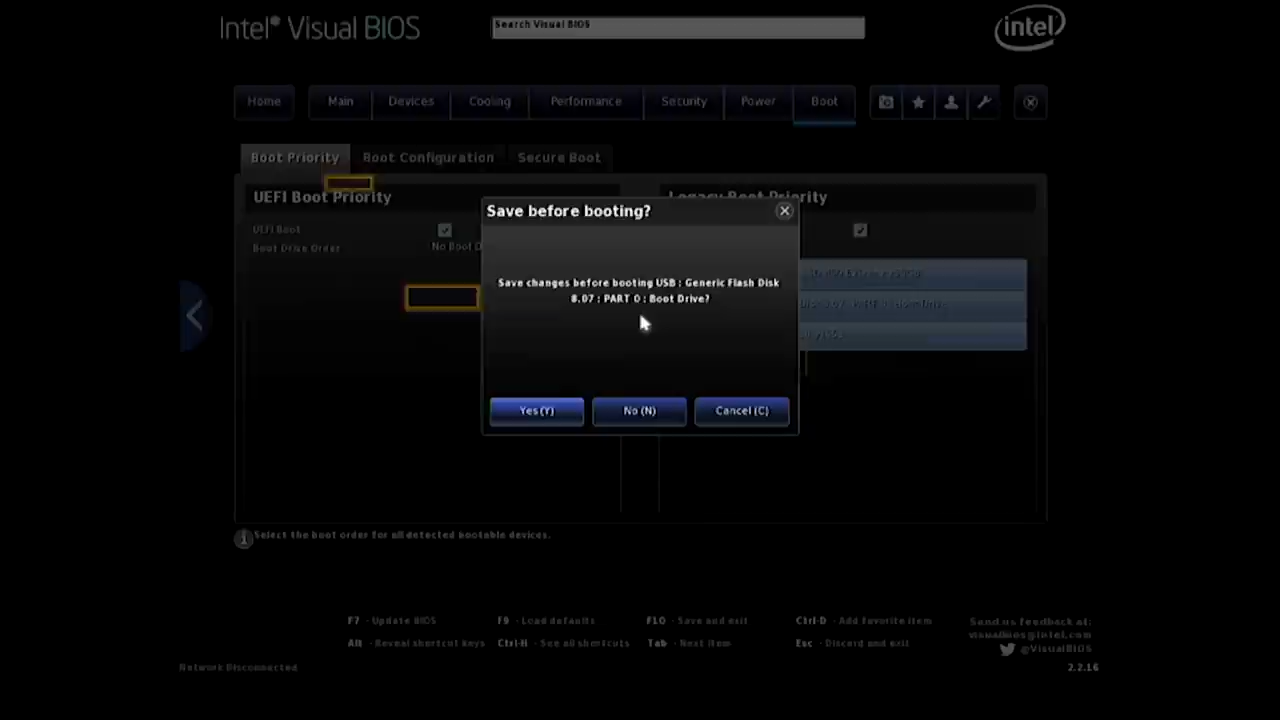 Intel® Visual BIOS
Search Visual BIOS
intel
Home
Main
Devices
Cooling
Performance
Security
Power
Boot
Boot Priority
Boot Configuration
Secure Boot
UEFI Boot Priority
Legacy Boot Priority
UEFI Boot
Boot Drive Order
No Boot D
Save before booting?
Save changes before booting USB : Generic Flash Disk
8.07 : PART 0 : Boot Drive?
Yes (Y)
No (N)
Cancel (C)
Select the boot order for all detected bootable devices.
F7 - Update BIOS
F9 - Load defaults
F10 - Save and exit
Ctrl-D - Add favorite item
Alt - Reveal shortcut keys
Ctrl-H - See all shortcuts
Tab - Next item
Esc - Discard and exit
Send us feedback at:
visualbios@intel.com
@VisualBIOS
Network Disconnected
2.2.16